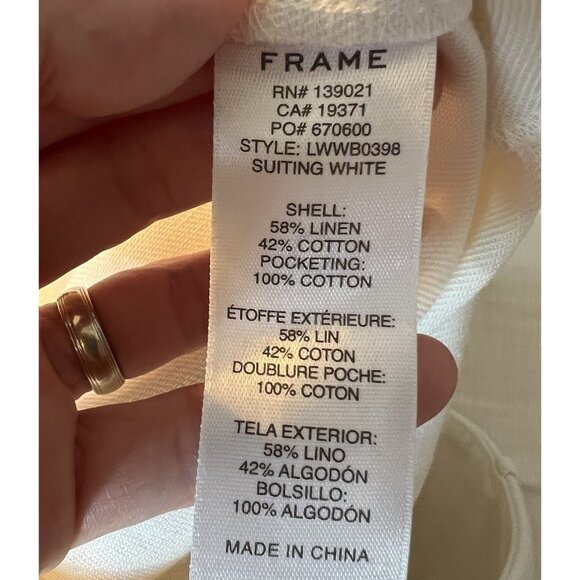 FRAME
RN# 139021
CA# 19371
PO# 670600
STYLE: LWWB0398
SUITING WHITE
SHELL:
58% LINEN
42% COTTON
POCKETING:
100% COTTON
ÉTOFFE EXTÉRIEURE:
58% LIN
42% COTON
DOUBLURE POCHE:
100% COTON
TELA EXTERIOR:
58% LINO
42% ALGODÓN
BOLSILLO:
100% ALGODÓN
MADE IN CHINA